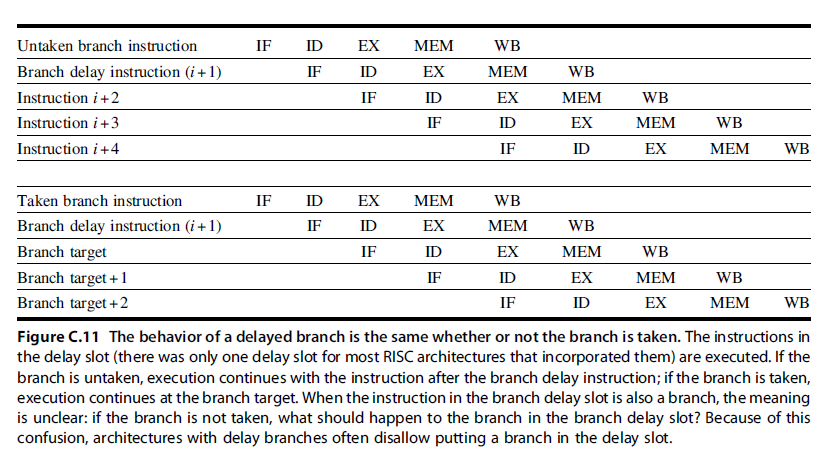 Untaken branch instruction IF ID EX MEM WB
Branch delay instruction (i + 1) IF ID EX MEM WB
Instruction i + 2 IF ID EX MEM WB
Instruction i + 3 IF ID EX MEM WB
Instruction i + 4 IF ID EX MEM WB
Taken branch instruction IF ID EX MEM WB
Branch delay instruction (i + 1) IF ID EX MEM WB
Branch target IF ID EX MEM WB
Branch target + 1 IF ID EX MEM WB
Branch target + 2 IF ID EX MEM WB
Figure C.11 The behavior of a delayed branch is the same whether or not the branch is taken. The instructions in
the delay slot (there was only one delay slot for most RISC architectures that incorporated them) are executed. If the
branch is untaken, execution continues with the instruction after the branch delay instruction; if the branch is taken,
execution continues at the branch target. When the instruction in the branch delay slot is also a branch, the meaning
is unclear: if the branch is not taken, what should happen to the branch in the branch delay slot? Because of this
confusion, architectures with delay branches often disallow putting a branch in the delay slot.